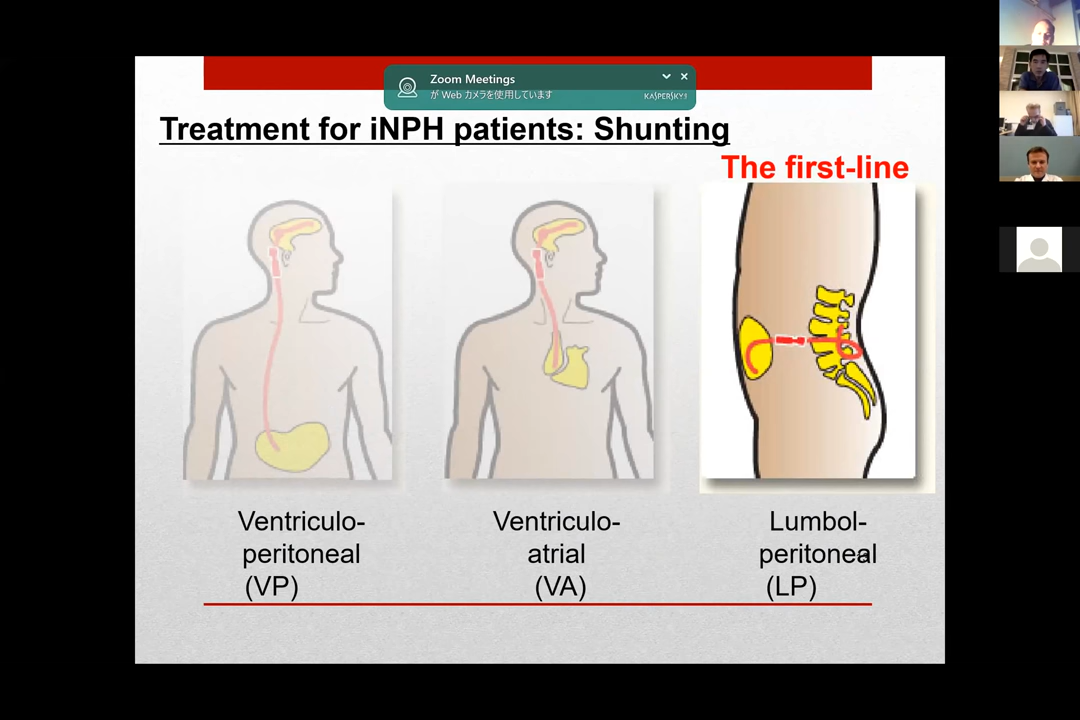 Zoom Meetings
が Web カメラを使用しています
KASPERSKY
Treatment for iNPH patients: Shunting
The first-line
Ventriculo-
peritoneal
(VP)
Ventriculo-
atrial
(VA)
Lumbol-
peritoneal
(LP)